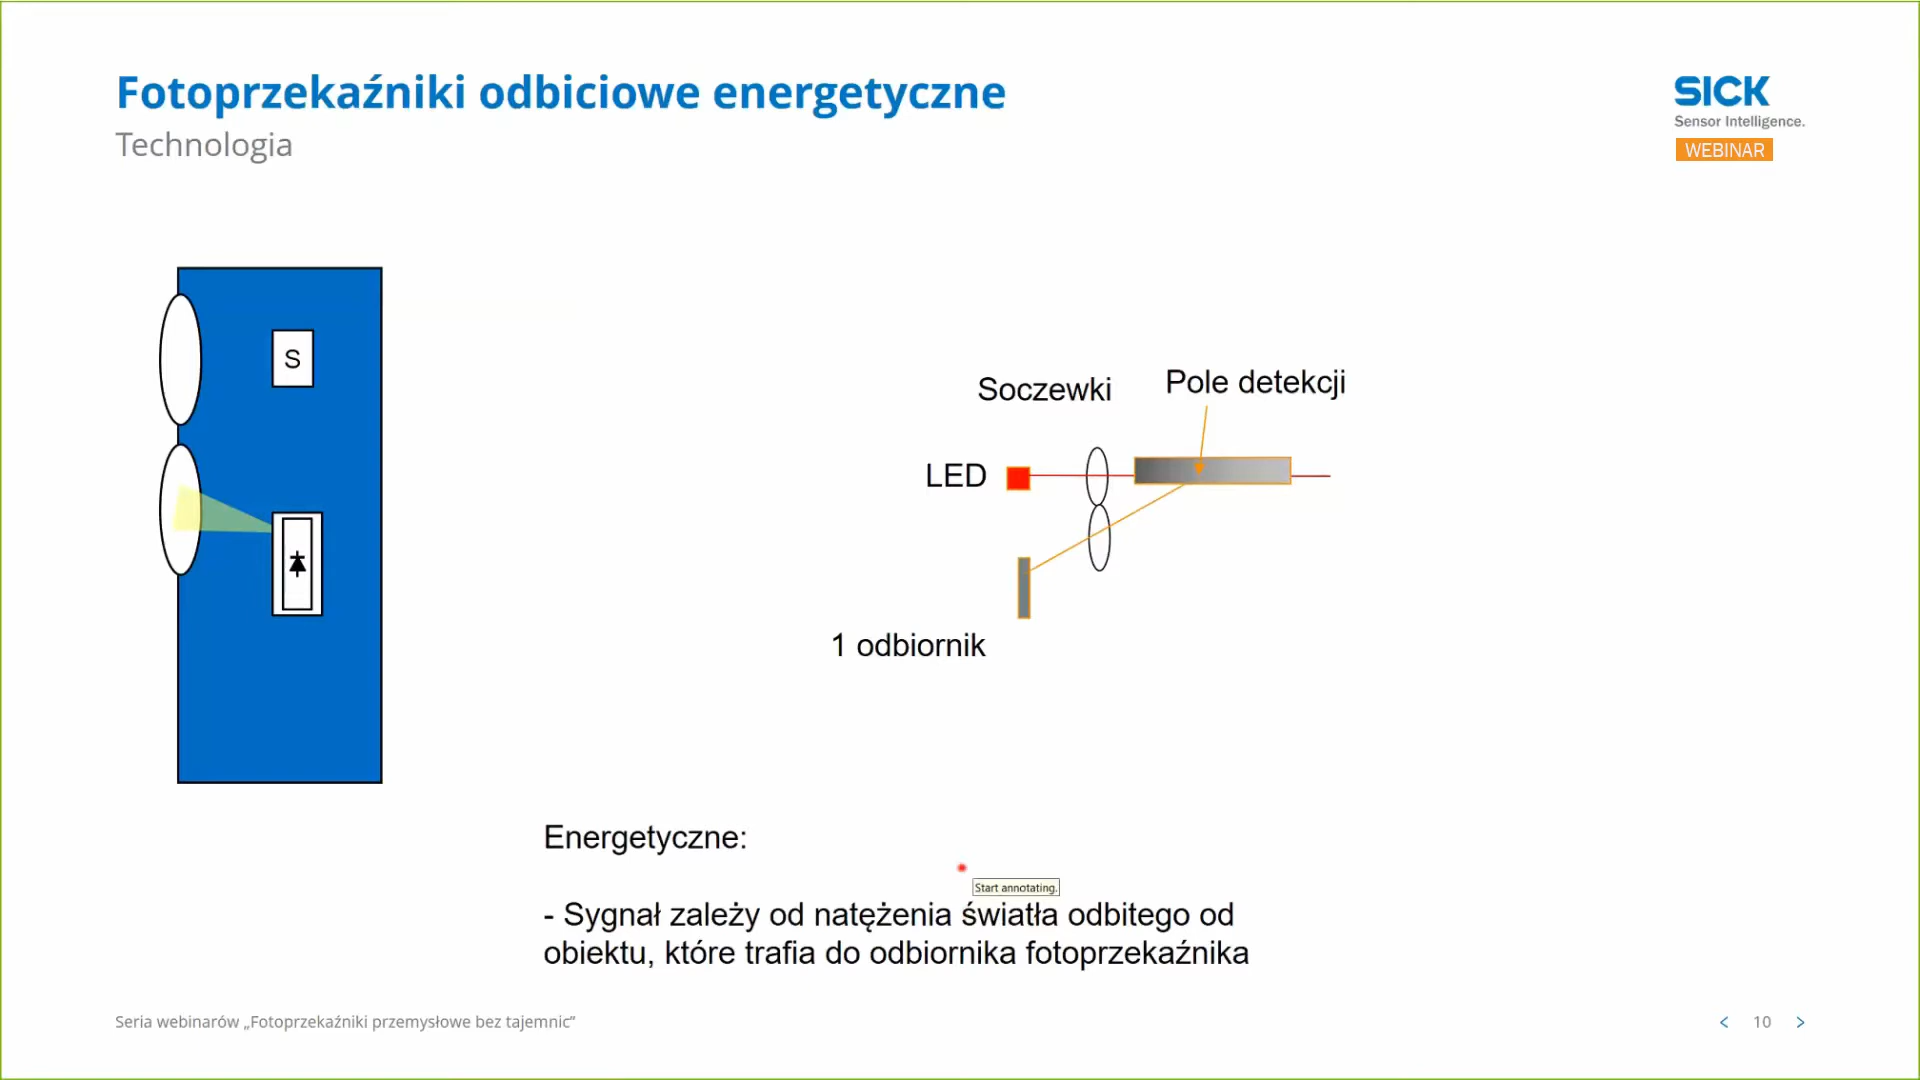 Fotoprzekaźniki odbiciowe energetyczne
Technologia
SICK
Sensor Intelligence.
WEBINAR
S
Soczewki
Pole detekcji
LED
1 odbiornik
Energetyczne:
Start annotating.
- Sygnał zależy od natężenia światła odbitego od
obiektu, które trafia do odbiornika fotoprzekaźnika
Seria webinarów „Fotoprzekaźniki przemysłowe bez tajemnic”
< 10 >